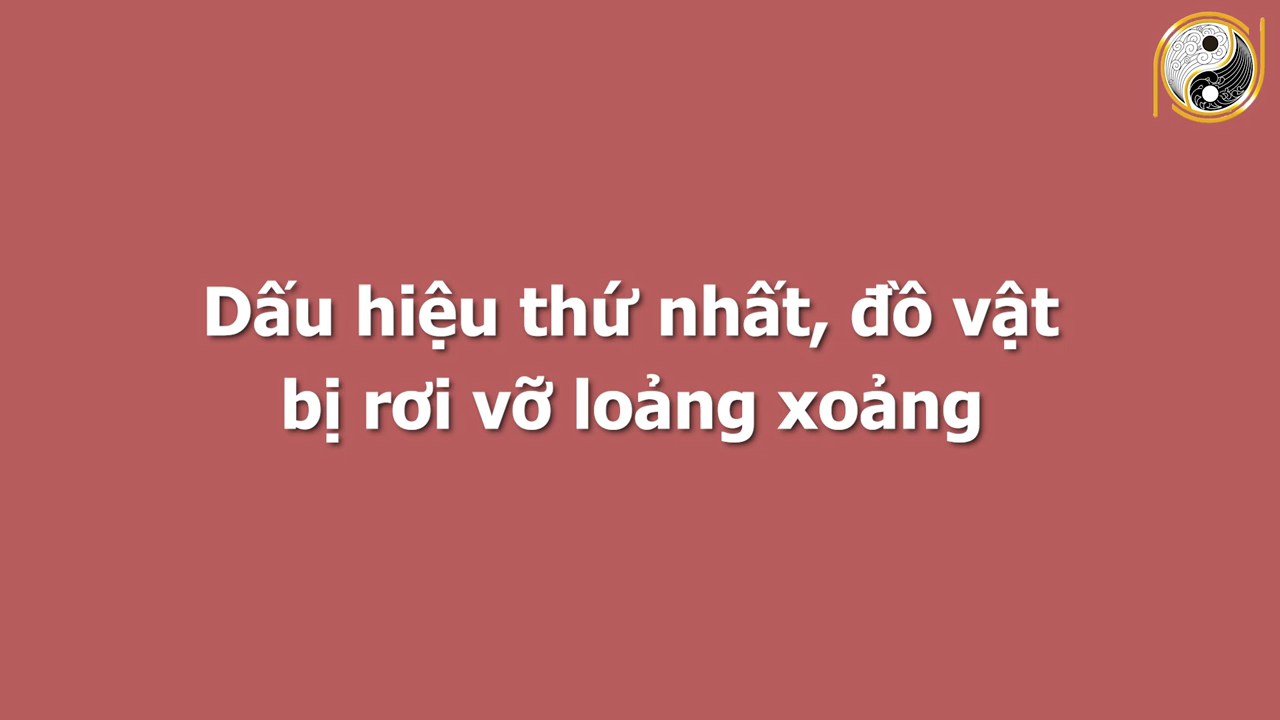 Dấu hiệu thứ nhất, đồ vật
bị rơi vỡ loảng xoảng